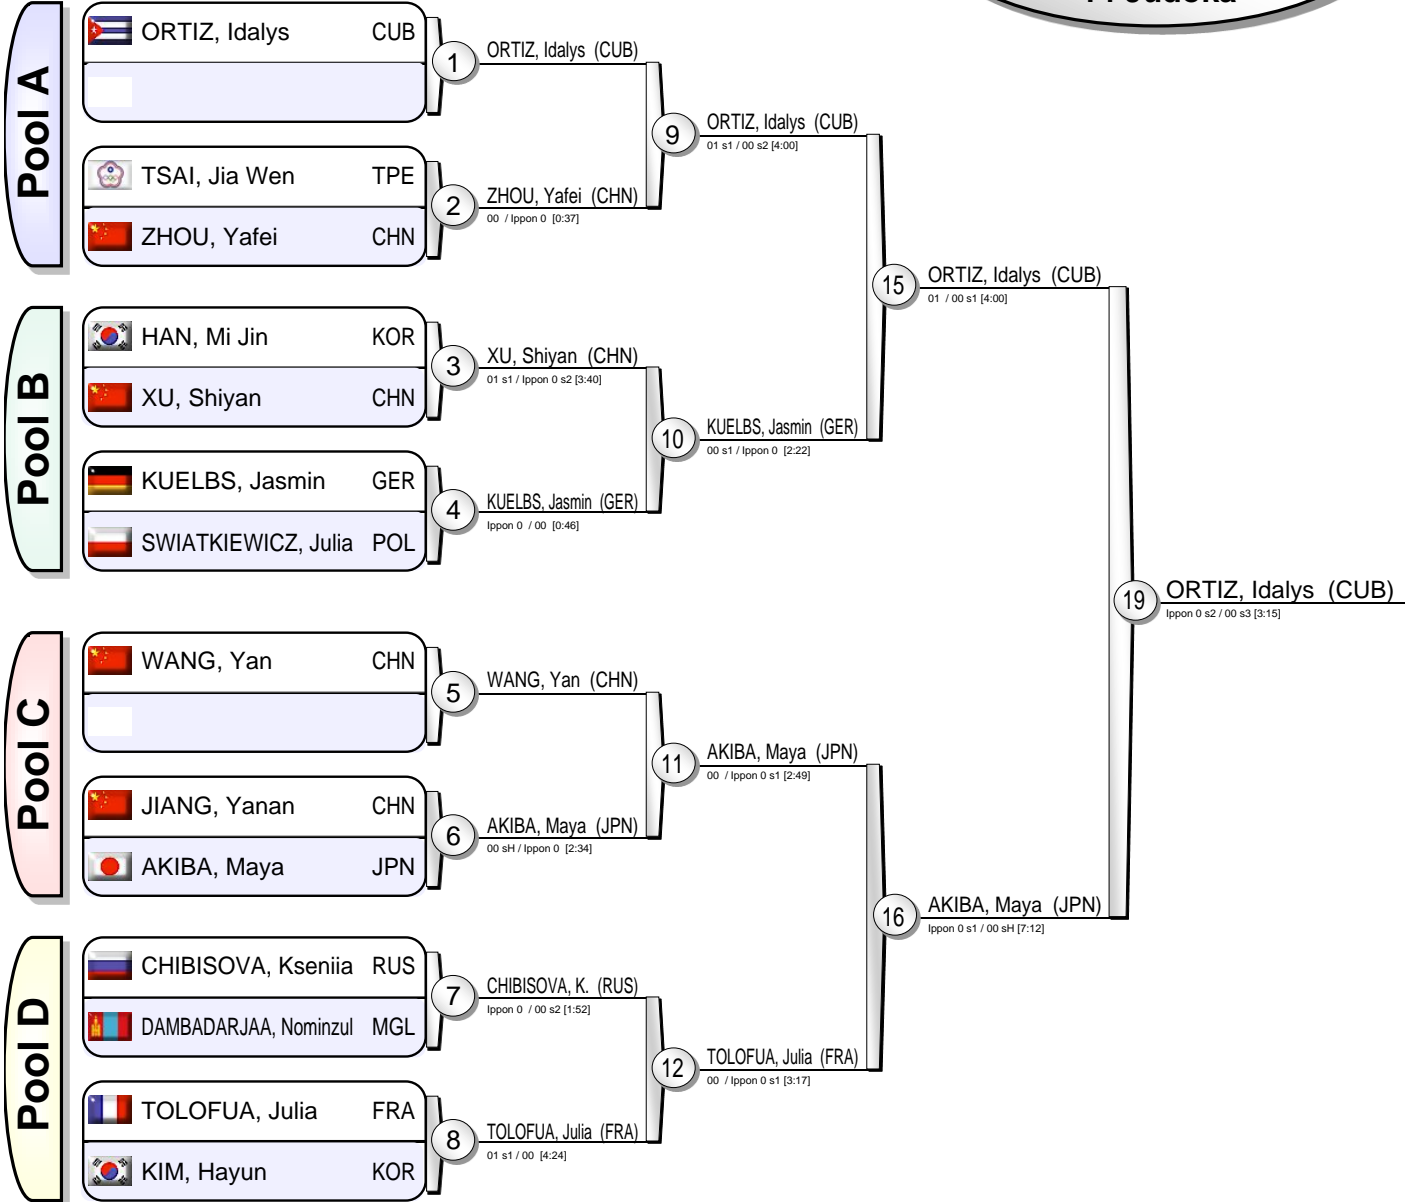 Pool A
ORTIZ, Idalys CUB
TSAI, Jia Wen TPE
ZHOU, Yafei CHN
1
ORTIZ, Idalys (CUB)
2
ZHOU, Yafei (CHN)
00 / Ippon 0 [0:37]
9
ORTIZ, Idalys (CUB)
01 s1 / 00 s2 [4:00]
Pool B
HAN, Mi Jin KOR
XU, Shiyan CHN
KUELBS, Jasmin GER
SWIATKIEWICZ, Julia POL
3
XU, Shiyan (CHN)
01 s1 / Ippon 0 s2 [3:40]
4
KUELBS, Jasmin (GER)
Ippon 0 / 00 [0:46]
10
KUELBS, Jasmin (GER)
00 s1 / Ippon 0 [2:22]
15
ORTIZ, Idalys (CUB)
01 / 00 s1 [4:00]
Pool C
WANG, Yan CHN
JIANG, Yanan CHN
AKIBA, Maya JPN
5
WANG, Yan (CHN)
6
AKIBA, Maya (JPN)
00 sH / Ippon 0 [2:34]
11
AKIBA, Maya (JPN)
00 / Ippon 0 s1 [2:49]
Pool D
CHIBISOVA, Kseniia RUS
DAMBADARJAA, Nominzul MGL
TOLOFUA, Julia FRA
KIM, Hayun KOR
7
CHIBISOVA, K. (RUS)
Ippon 0 / 00 s2 [1:52]
8
TOLOFUA, Julia (FRA)
01 s1 / 00 [4:24]
12
TOLOFUA, Julia (FRA)
00 / Ippon 0 s1 [3:17]
16
AKIBA, Maya (JPN)
Ippon 0 s1 / 00 sH [7:12]
19
ORTIZ, Idalys (CUB)
Ippon 0 s2 / 00 s3 [3:15]